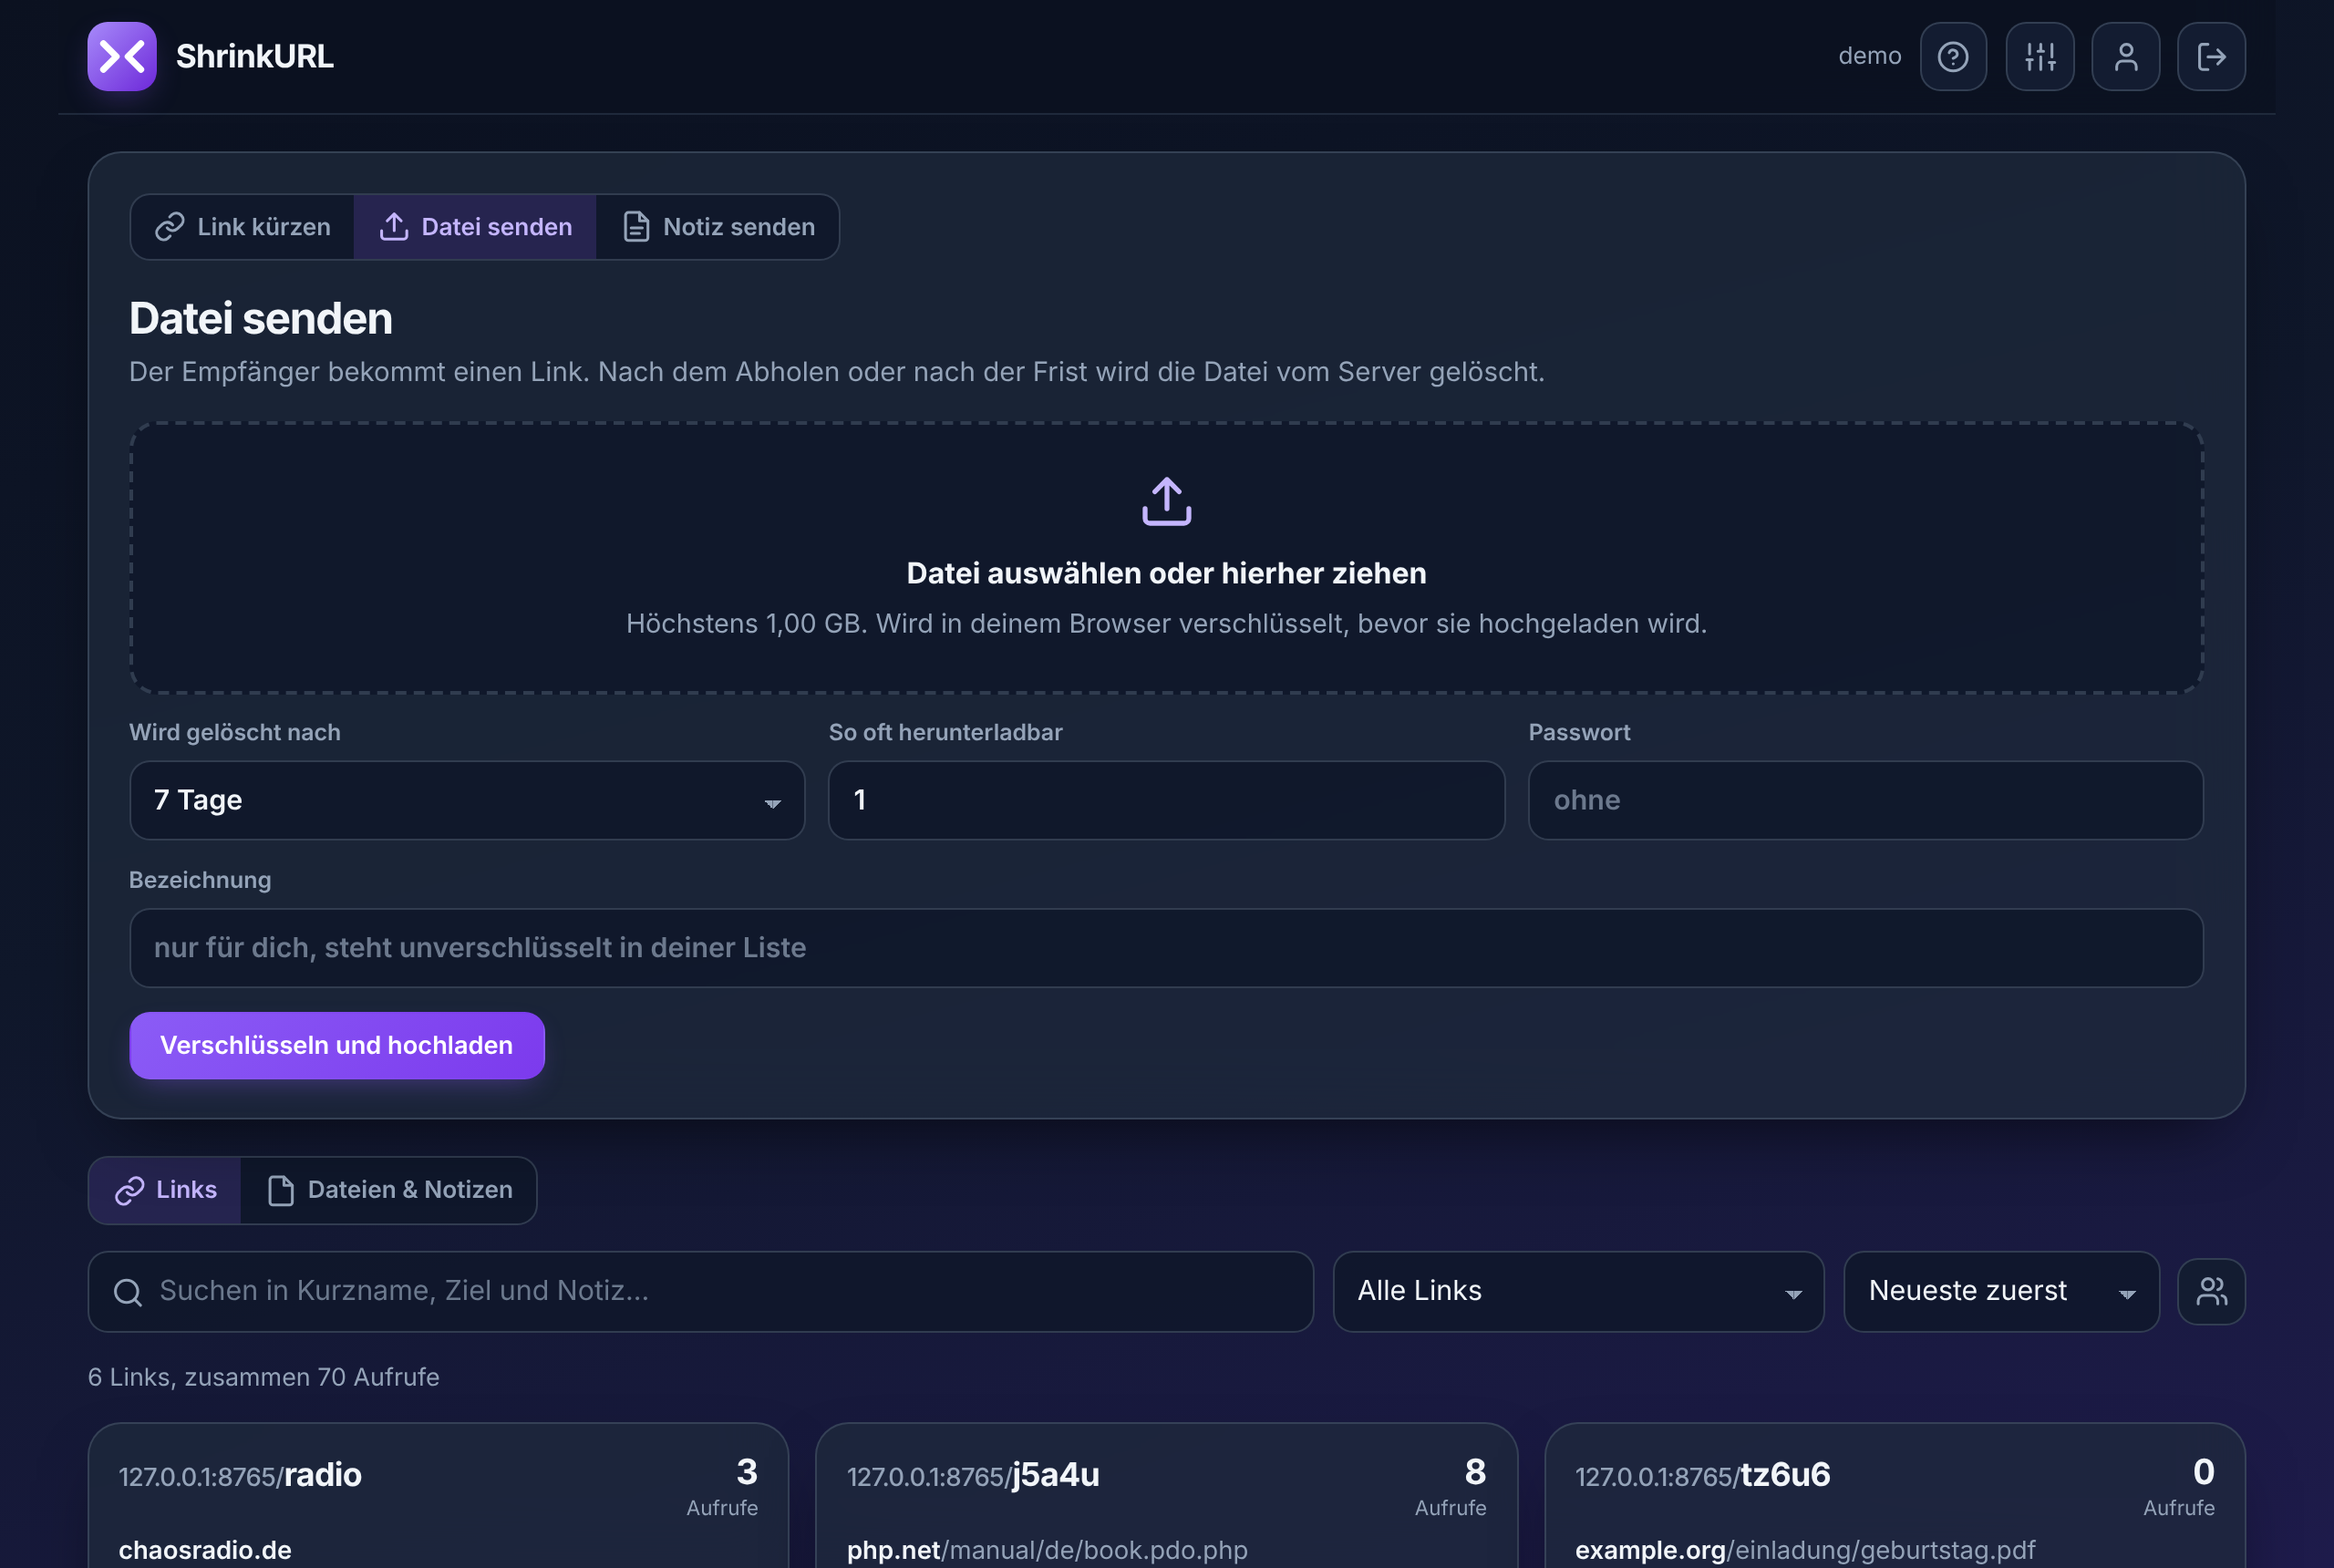 ShrinkURL
demo
Link kürzen
Datei senden
Notiz senden
Datei senden
Der Empfänger bekommt einen Link. Nach dem Abholen oder nach der Frist wird die Datei vom Server gelöscht.
Datei auswählen oder hierher ziehen
Höchstens 1,00 GB. Wird in deinem Browser verschlüsselt, bevor sie hochgeladen wird.
Wird gelöscht nach
So oft herunterladbar
Passwort
7 Tage
1
ohne
Bezeichnung
nur für dich, steht unverschlüsselt in deiner Liste
Verschlüsseln und hochladen
Links
Dateien & Notizen
Suchen in Kurzname, Ziel und Notiz...
Alle Links
Neueste zuerst
6 Links, zusammen 70 Aufrufe
127.0.0.1:8765/radio
3
Aufrufe
chaosradio.de
127.0.0.1:8765/j5a4u
8
Aufrufe
php.net/manual/de/book.pdo.php
127.0.0.1:8765/tz6u6
0
Aufrufe
example.org/einladung/geburtstag.pdf